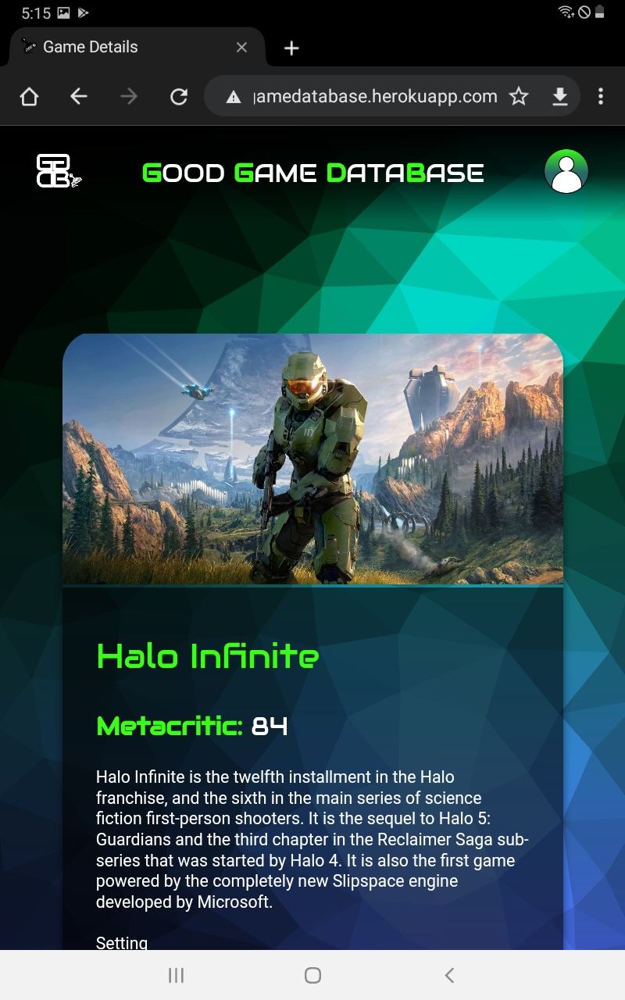 5:15
Game Details
gamedatabase.herokuapp.com
GGDB
GOOD GAME DATABASE
117
Halo Infinite
Metacritic: 84
Halo Infinite is the twelfth installment in the Halo
franchise, and the sixth in the main series of science
fiction first-person shooters. It is the sequel to Halo 5:
Guardians and the third chapter in the Reclaimer Saga sub-
series that was started by Halo 4. It is also the first game
powered by the completely new Slipspace engine
developed by Microsoft.
Setting